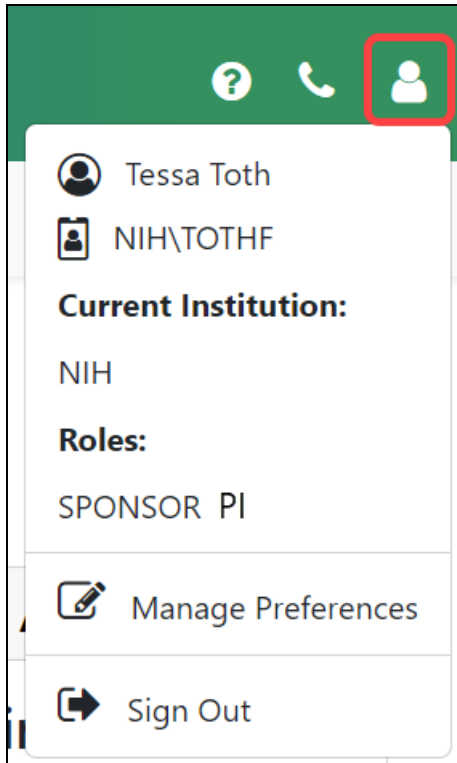 Tessa Toth
NIH\TOTHF
Current Institution:
NIH
Roles:
SPONSOR PI
Manage Preferences
Sign Out